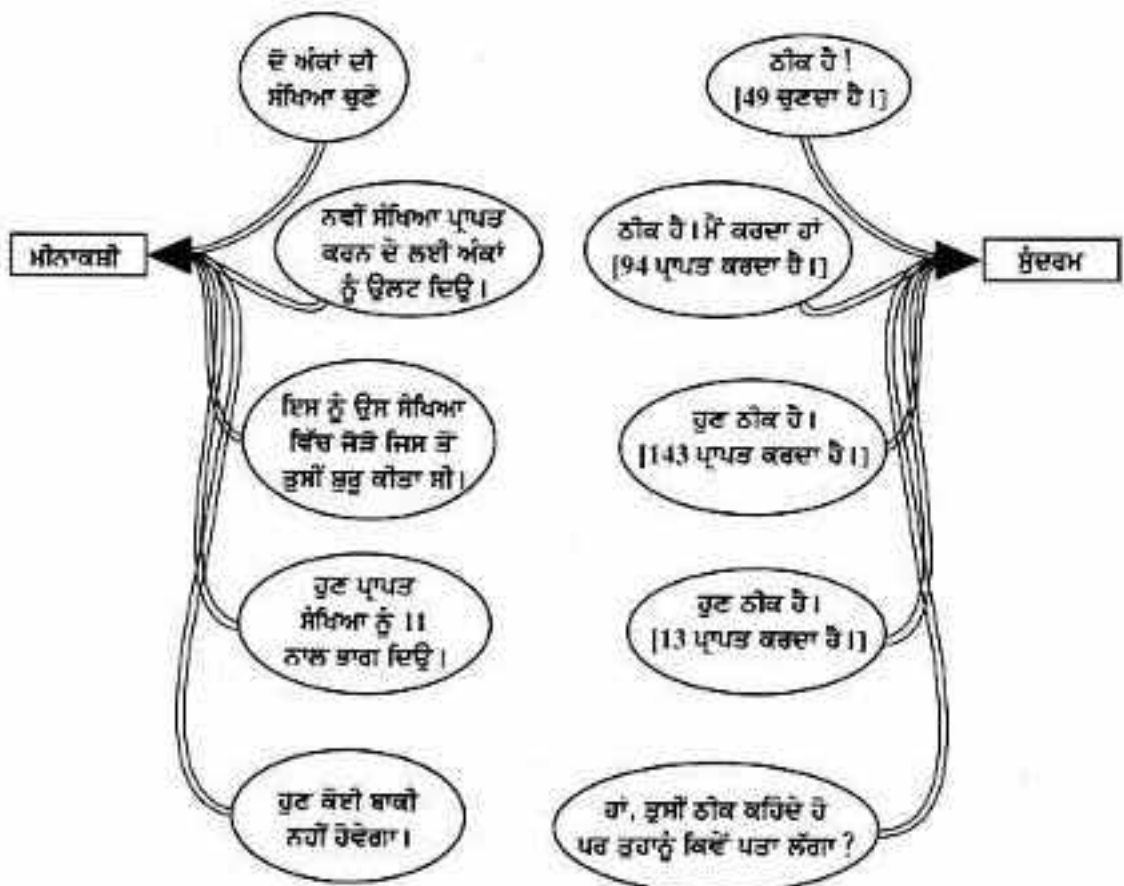 ਦੋ ਅੰਕਾਂ ਦੀ
ਸੰਖਿਆ ਚੁਣੋ
ਠੀਕ ਹੈ !
[49 ਚੁਣਦਾ ਹੈ।]
ਮੀਨਾਕਸ਼ੀ
ਨਵੀਂ ਸੰਖਿਆ ਪ੍ਰਾਪਤ
ਕਰਨ ਦੇ ਲਈ ਅੰਕਾਂ
ਨੂੰ ਉਲਟ ਦਿਉ।
ਠੀਕ ਹੈ। ਮੈਂ ਕਰਦਾ ਹਾਂ
[94 ਪ੍ਰਾਪਤ ਕਰਦਾ ਹੈ।]
ਸੁੰਦਰਮ
ਇਸ ਨੂੰ ਉਸ ਸੰਖਿਆ
ਵਿੱਚ ਜੋੜੋ ਜਿਸ ਤੋਂ
ਤੁਸੀਂ ਸ਼ੁਰੂ ਕੀਤਾ ਸੀ।
ਹੁਣ ਠੀਕ ਹੈ।
[143 ਪ੍ਰਾਪਤ ਕਰਦਾ ਹੈ।]
ਹੁਣ ਪ੍ਰਾਪਤ
ਸੰਖਿਆ ਨੂੰ 11
ਨਾਲ ਭਾਗ ਦਿਉ।
ਹੁਣ ਠੀਕ ਹੈ।
[13 ਪ੍ਰਾਪਤ ਕਰਦਾ ਹੈ।]
ਹੁਣ ਕੋਈ ਬਾਕੀ
ਨਹੀਂ ਹੋਵੇਗਾ।
ਹਾਂ, ਤੁਸੀਂ ਠੀਕ ਕਹਿੰਦੇ ਹੋ
ਪਰ ਤੁਹਾਨੂੰ ਕਿਵੇਂ ਪਤਾ ਲੱਗਾ ?